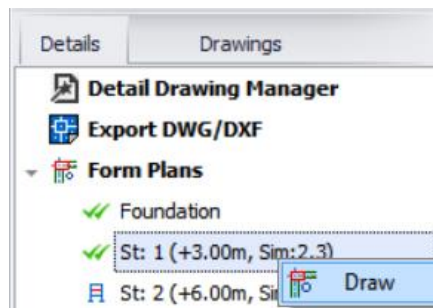 Details Drawings
Detail Drawing Manager
Export DWG/DXF
Form Plans
Foundation
St: 1 (+3.00m, Sim:2,3)
Draw
St: 2 (+6.00m, Si